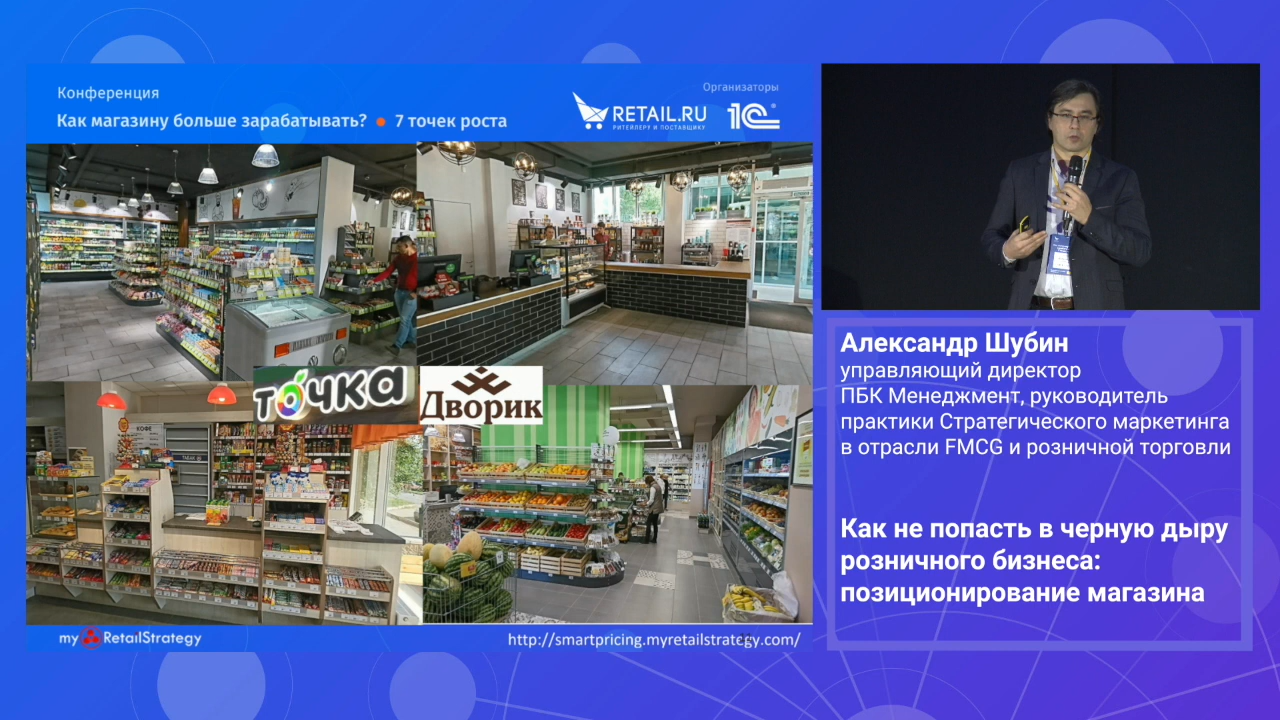 Конференция
Как магазину больше зарабатывать? • 7 точек роста
Организаторы
RETAIL.RU
РИТЕЙЛЕРУ И ПОСТАВЩИКУ
1С
точка
Дворик
КОФЕ
ТАБАК
my RetailStrategy
http://smartpricing.myretailstrategy.com/
Александр Шубин
управляющий директор
ПБК Менеджмент, руководитель
практики Стратегического маркетинга
в отрасли FMCG и розничной торговли
Как не попасть в черную дыру
розничного бизнеса:
позиционирование магазина